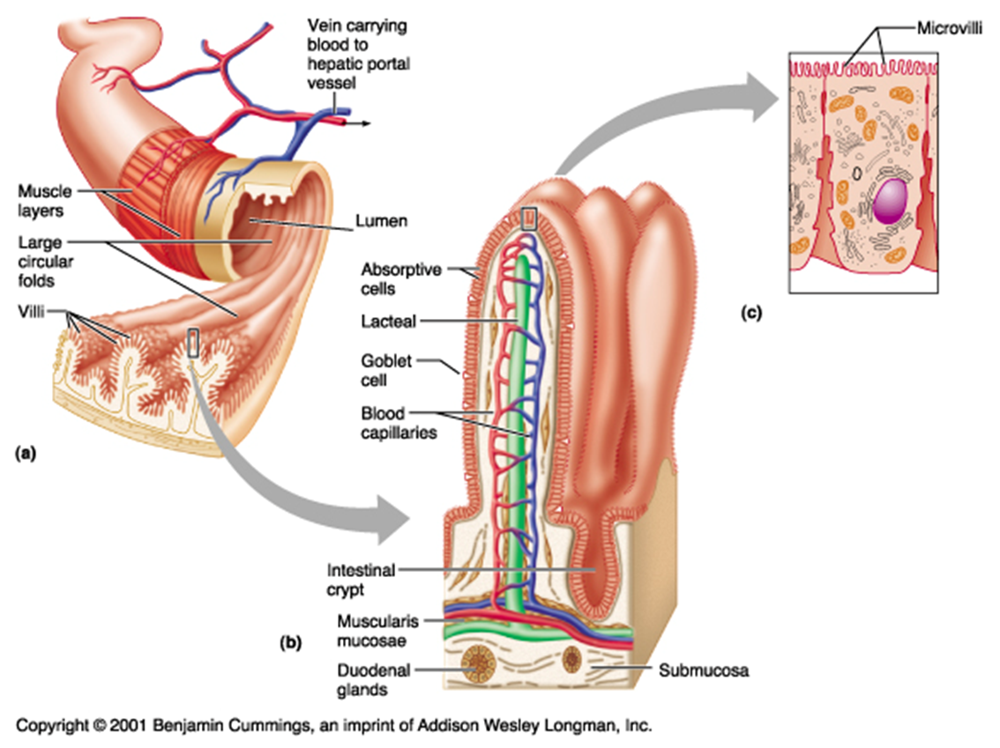 Vein carrying
blood to
hepatic portal
vessel
Microvilli
Muscle
layers
Lumen
Large
circular
folds
Absorptive
cells
Villi
(c)
Lacteal
Goblet
cell
Blood
capillaries
(a)
Intestinal
crypt
Muscularis
mucosae
(b)
Duodenal
glands
Submucosa
Copyright © 2001 Benjamin Cummings, an imprint of Addison Wesley Longman, Inc.